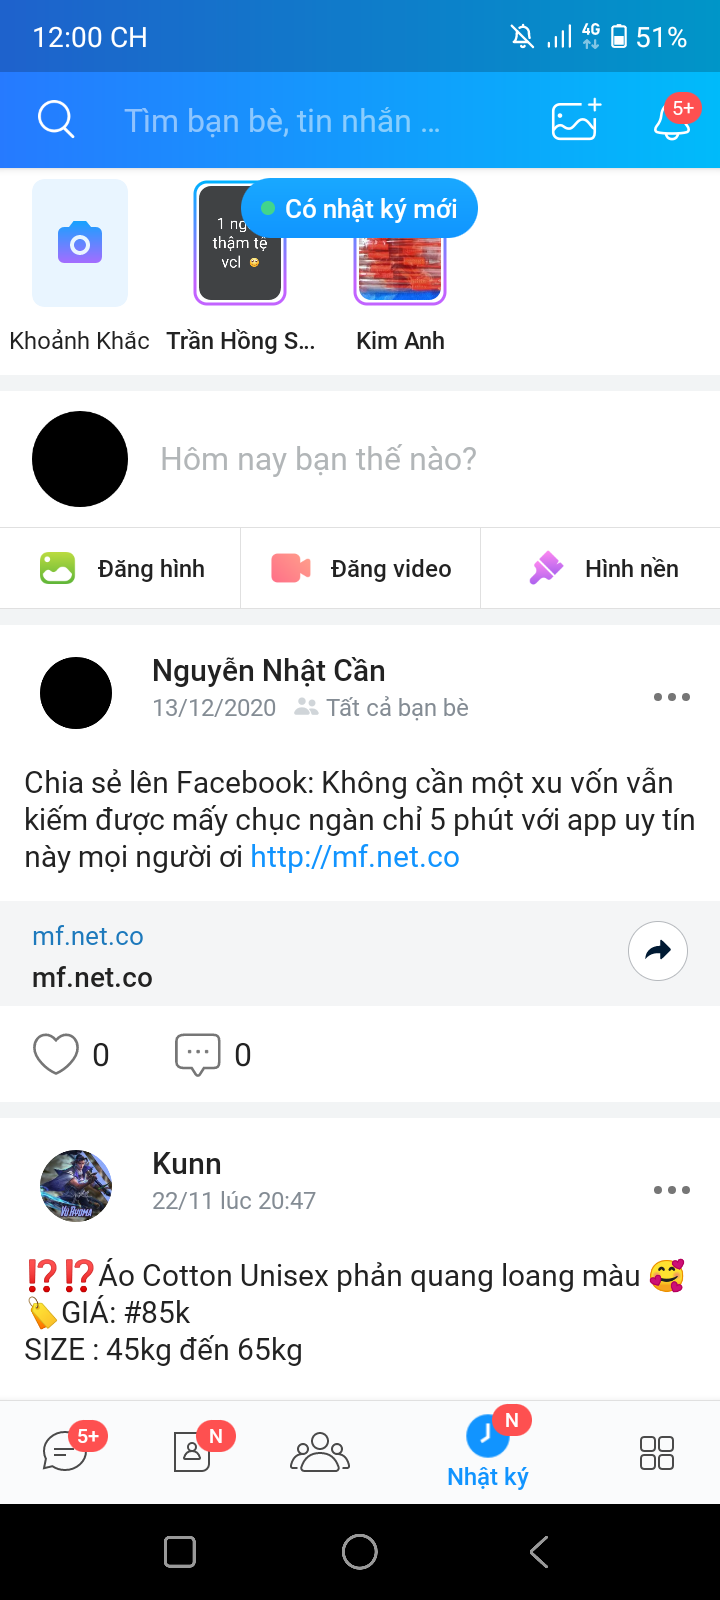 12:00 CH
4G
51%
Tìm bạn bè, tin nhắn ...
5+
1 ng
thậm tệ
vcl
Có nhật ký mới
Khoảnh Khắc
Trần Hồng S...
Kim Anh
Hôm nay bạn thế nào?
Đăng hình
Đăng video
Hình nền
Nguyễn Nhật Cần
13/12/2020 Tất cả bạn bè
Chia sẻ lên Facebook: Không cần một xu vốn vẫn
kiếm được mấy chục ngàn chỉ 5 phút với app uy tín
này mọi người ơi http://mf.net.co
mf.net.co
mf.net.co
0
0
Kunn
22/11 lúc 20:47
⁉️⁉️Áo Cotton Unisex phản quang loang màu 🥰
🏷️GIÁ: #85k
SIZE : 45kg đến 65kg
5+
N
N
Nhật ký